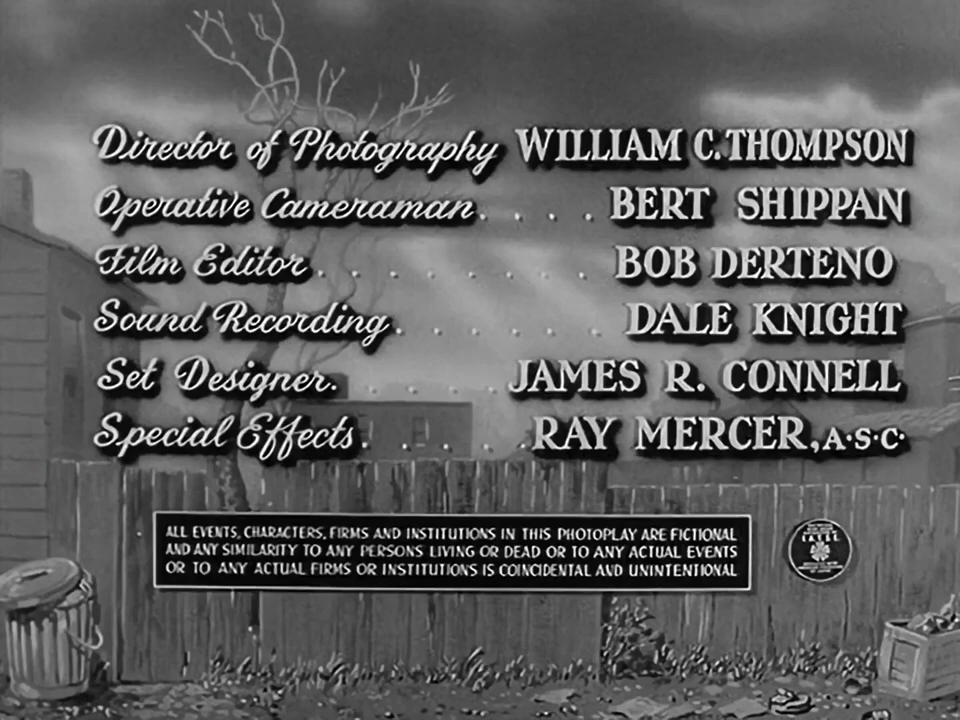 Director of Photography WILLIAM C. THOMPSON
Operative Cameraman. . . . . BERT SHIPPAN
Film Editor. . . . . . . . BOB DERTENO
Sound Recording. . . . . . DALE KNIGHT
Set Designer. . . . JAMES R. CONNELL
Special Effects. . . . . . RAY MERCER, A·S·C·
ALL EVENTS, CHARACTERS, FIRMS AND INSTITUTIONS IN THIS PHOTOPLAY ARE FICTIONAL
AND ANY SIMILARITY TO ANY PERSONS LIVING OR DEAD OR TO ANY ACTUAL EVENTS
OR TO ANY ACTUAL FIRMS OR INSTITUTIONS IS COINCIDENTAL AND UNINTENTIONAL
I.A.T.S.E.